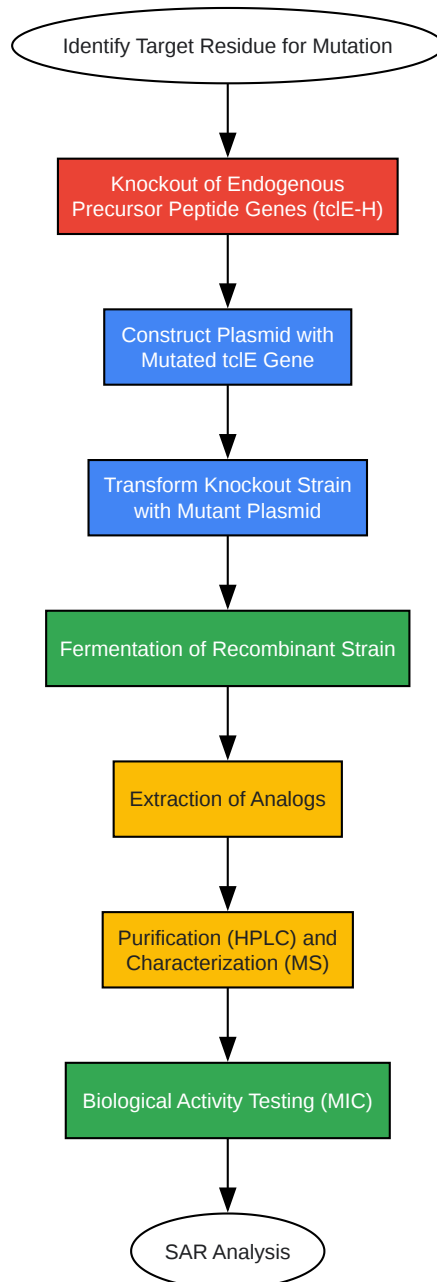 Identify Target Residue for Mutation
Knockout of Endogenous
Precursor Peptide Genes (tclE-H)
Construct Plasmid with
Mutated tclE Gene
Transform Knockout Strain
with Mutant Plasmid
Fermentation of Recombinant Strain
Extraction of Analogs
Purification (HPLC) and
Characterization (MS)
Biological Activity Testing (MIC)
SAR Analysis